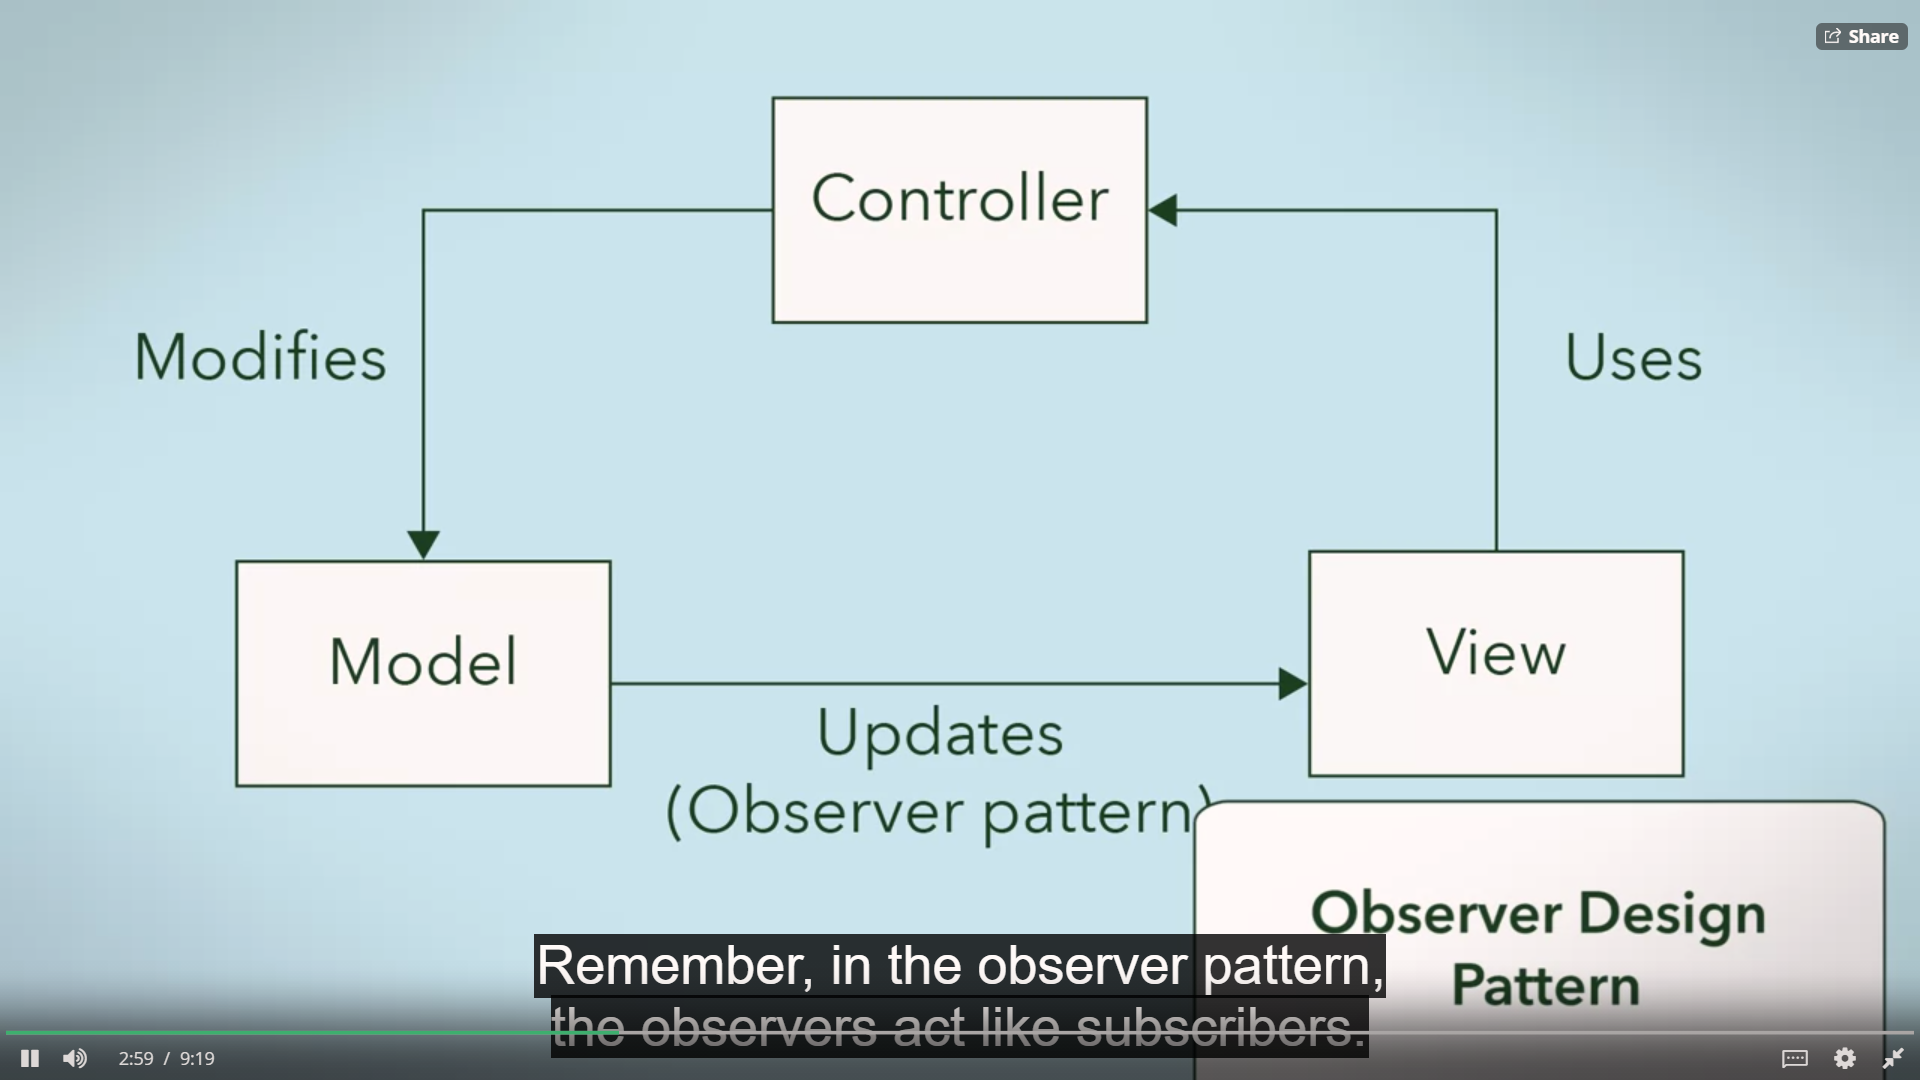 Share
Controller
Modifies
Uses
Model
View
Updates
(Observer pattern)
Observer Design
Pattern
Remember, in the observer pattern,
the observers act like subscribers.
2:59 / 9:19